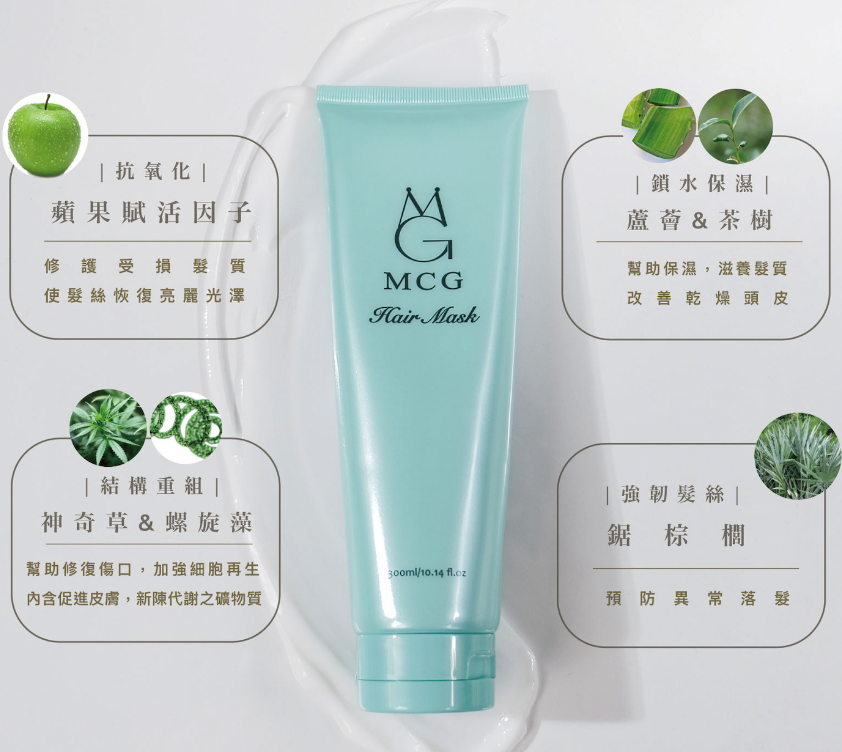 |抗氧化|
蘋果賦活因子
修護受損髮質
使髮絲恢復亮麗光澤
|鎖水保濕|
蘆薈&茶樹
幫助保濕,滋養髮質
改善乾燥頭皮
MG
MCG
Hair Mask
300ml/10.14 fl.oz
|結構重組|
神奇草&螺旋藻
幫助修復傷口,加強細胞再生
內含促進皮膚,新陳代謝之礦物質
|強韌髮絲|
鋸棕櫚
預防異常落髮